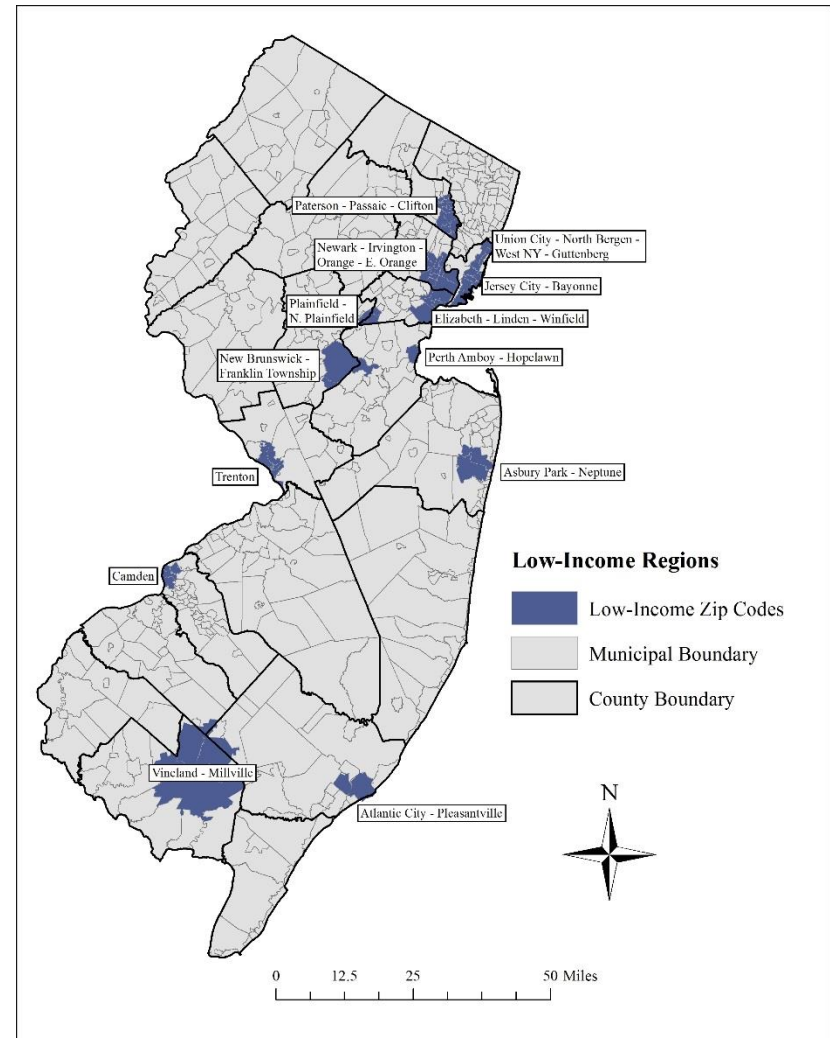 Paterson - Passaic - Clifton
Union City - North Bergen -
West NY - Guttenberg
Newark - Irvington -
Orange - E. Orange
Jersey City - Bayonne
Plainfield -
N. Plainfield
Elizabeth - Linden - Winfield
New Brunswick -
Franklin Township
Perth Amboy - Hopelawn
Trenton
Asbury Park - Neptune
Camden
Low-Income Regions
Low-Income Zip Codes
Municipal Boundary
County Boundary
Vineland - Millville
Atlantic City - Pleasantville
N
0 12.5 25 50 Miles